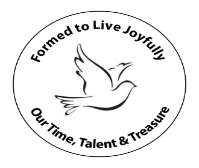 Formed to Live Joyfully
Our Time, Talent & Treasure